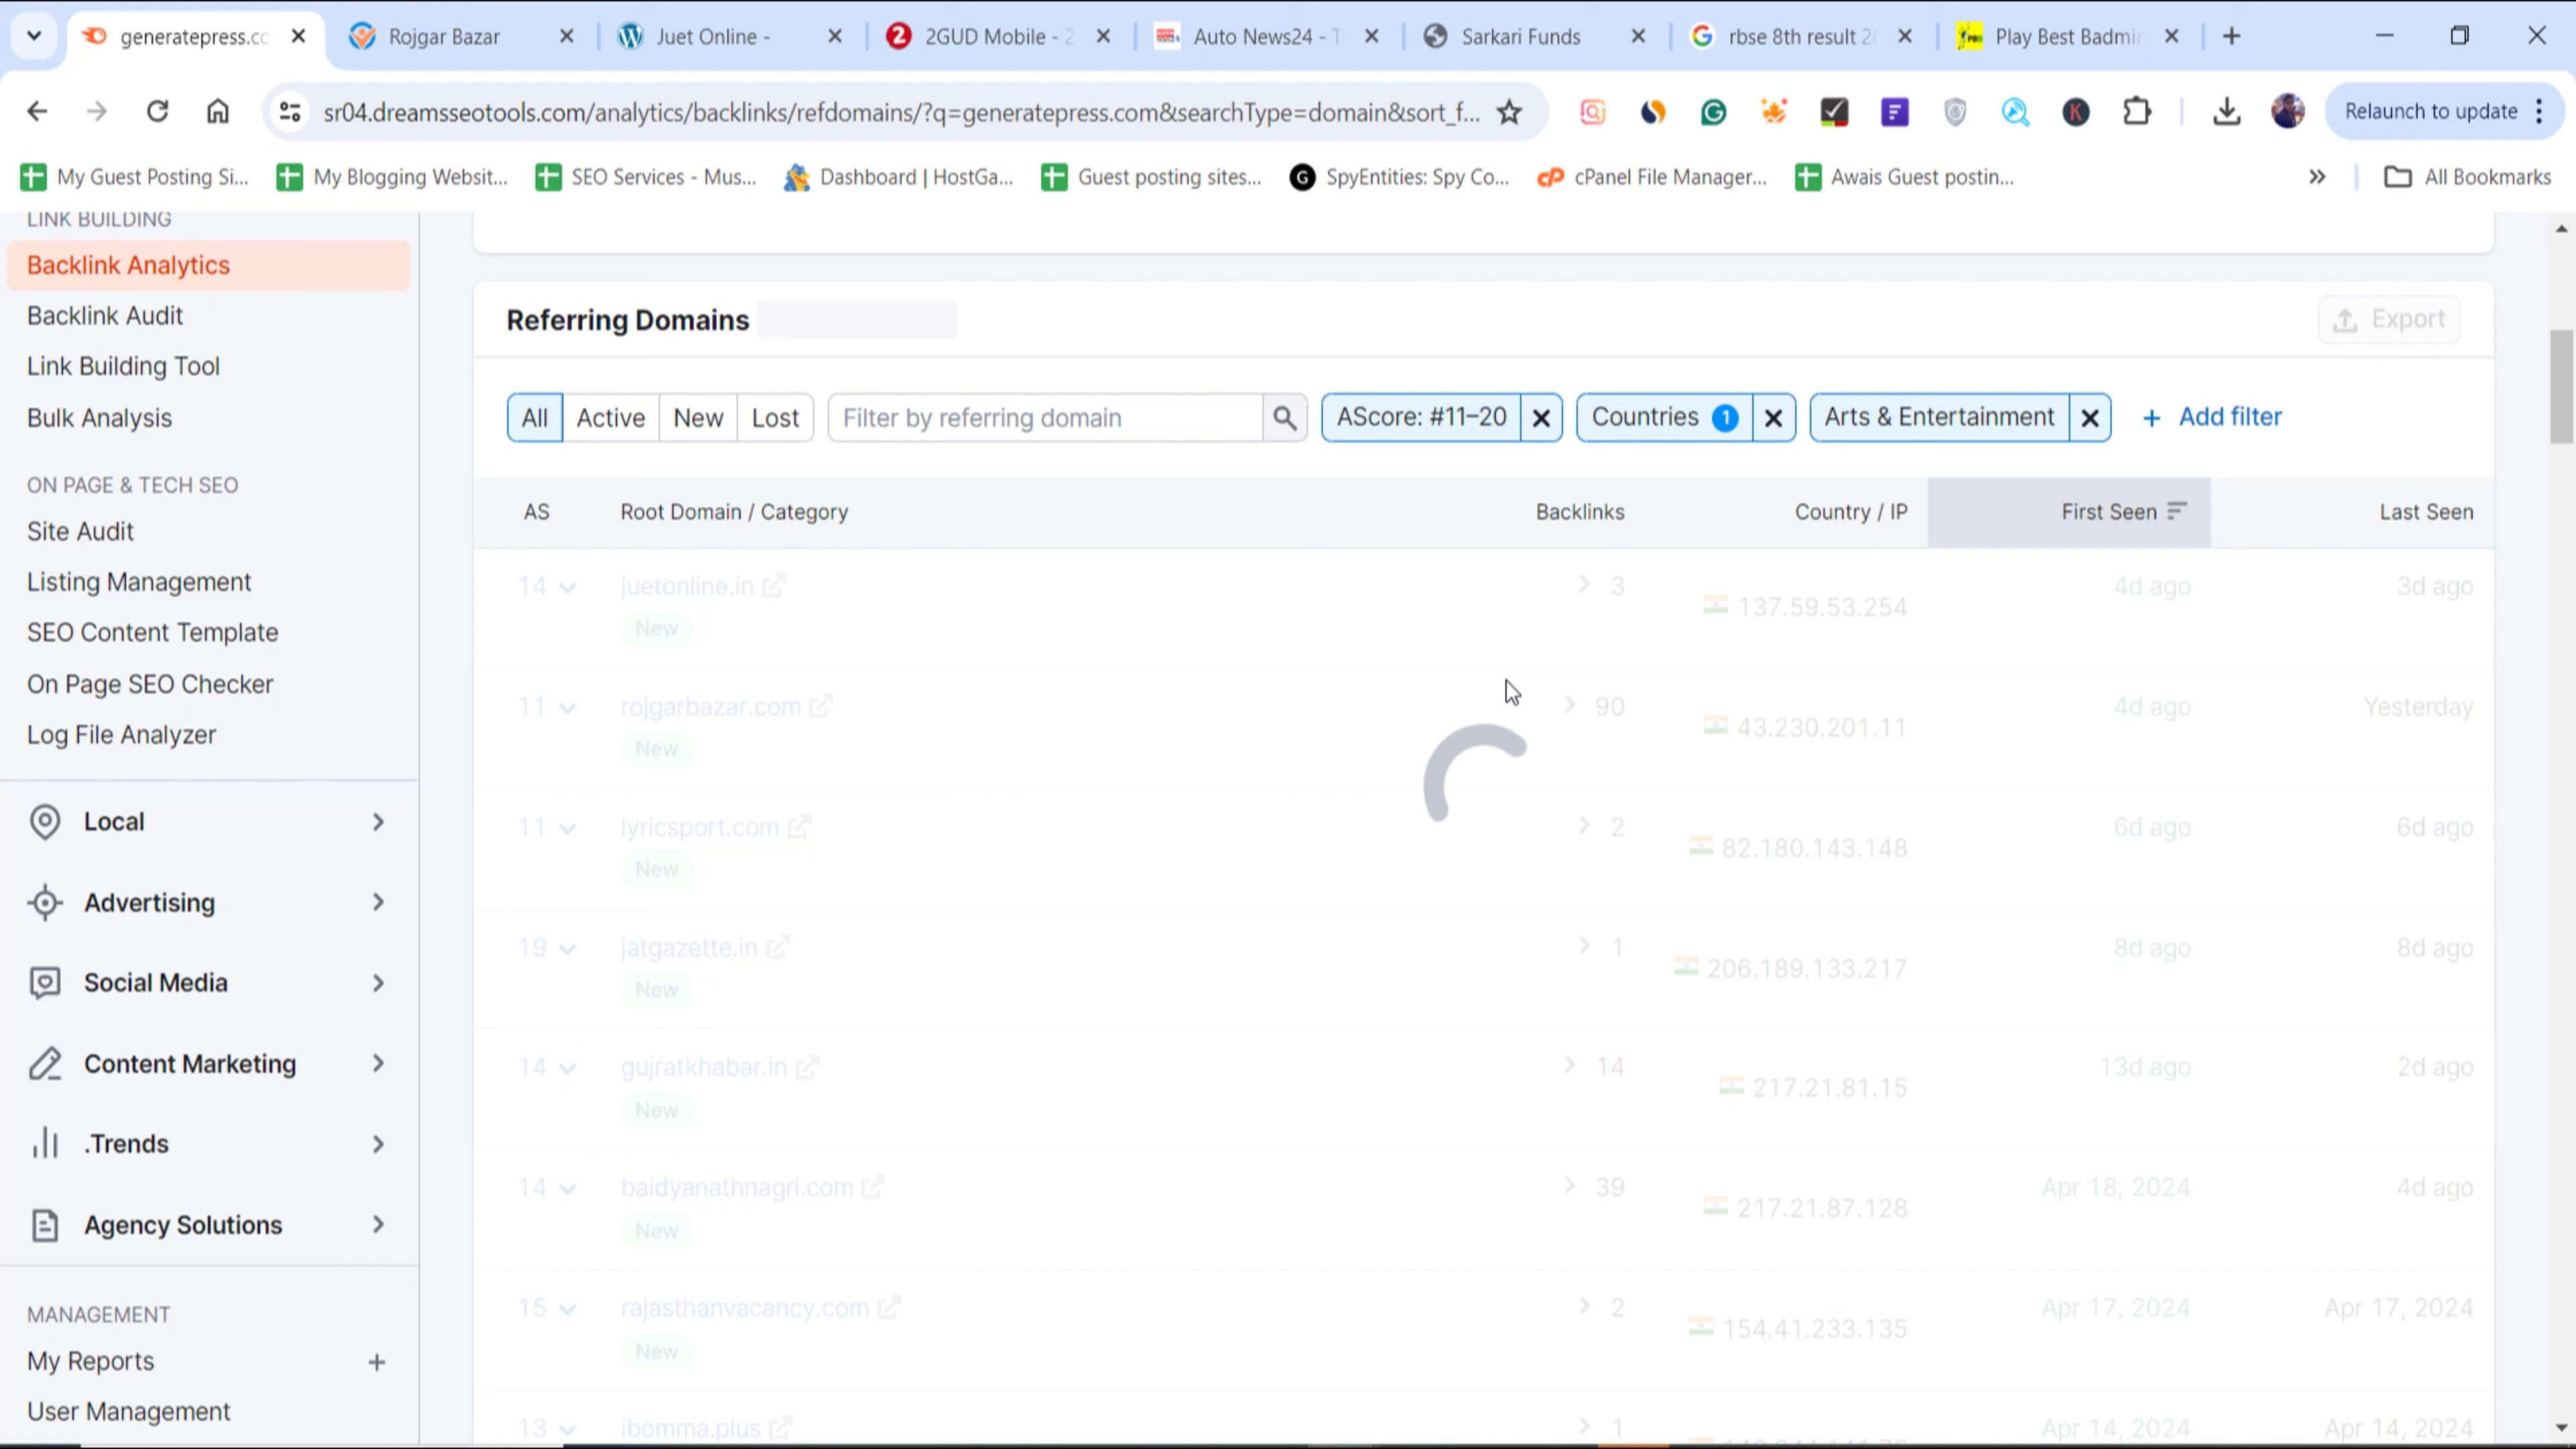 generatepress.co
Rojgar Bazar
Juet Online -
2GUD Mobile - 2
Auto News24 - T
Sarkari Funds
rbse 8th result 2
Play Best Badmi
sr04.dreamsseotools.com/analytics/backlinks/refdomains/?q=generatepress.com&searchType=domain&sort_f...
Relaunch to update
My Guest Posting Si...
My Blogging Websit...
SEO Services - Mus...
Dashboard | HostGa...
Guest posting sites...
SpyEntities: Spy Co...
cPanel File Manager...
Awais Guest postin...
All Bookmarks
LINK BUILDING
Backlink Analytics
Backlink Audit
Link Building Tool
Bulk Analysis
ON PAGE & TECH SEO
Site Audit
Listing Management
SEO Content Template
On Page SEO Checker
Log File Analyzer
Local
Advertising
Social Media
Content Marketing
.Trends
Agency Solutions
MANAGEMENT
My Reports
User Management
Referring Domains
Export
All Active New Lost Filter by referring domain AScore: #11–20 Countries 1 Arts & Entertainment + Add filter
AS Root Domain / Category Backlinks Country / IP First Seen Last Seen
14 juetonline.in 3 137.59.53.254 4d ago 3d ago
New
11 rojgarbazar.com 90 43.230.201.11 4d ago Yesterday
New
11 lyricsport.com 2 82.180.143.148 6d ago 6d ago
New
19 jatgazette.in 1 206.189.133.217 8d ago 8d ago
New
14 gujratkhabar.in 14 217.21.81.15 13d ago 2d ago
New
14 baidyanathnagri.com 39 217.21.87.128 Apr 18, 2024 4d ago
New
15 rajasthanvacancy.com 2 154.41.233.135 Apr 17, 2024 Apr 17, 2024
New
13 ibomma.plus 1 Apr 14, 2024 Apr 14, 2024